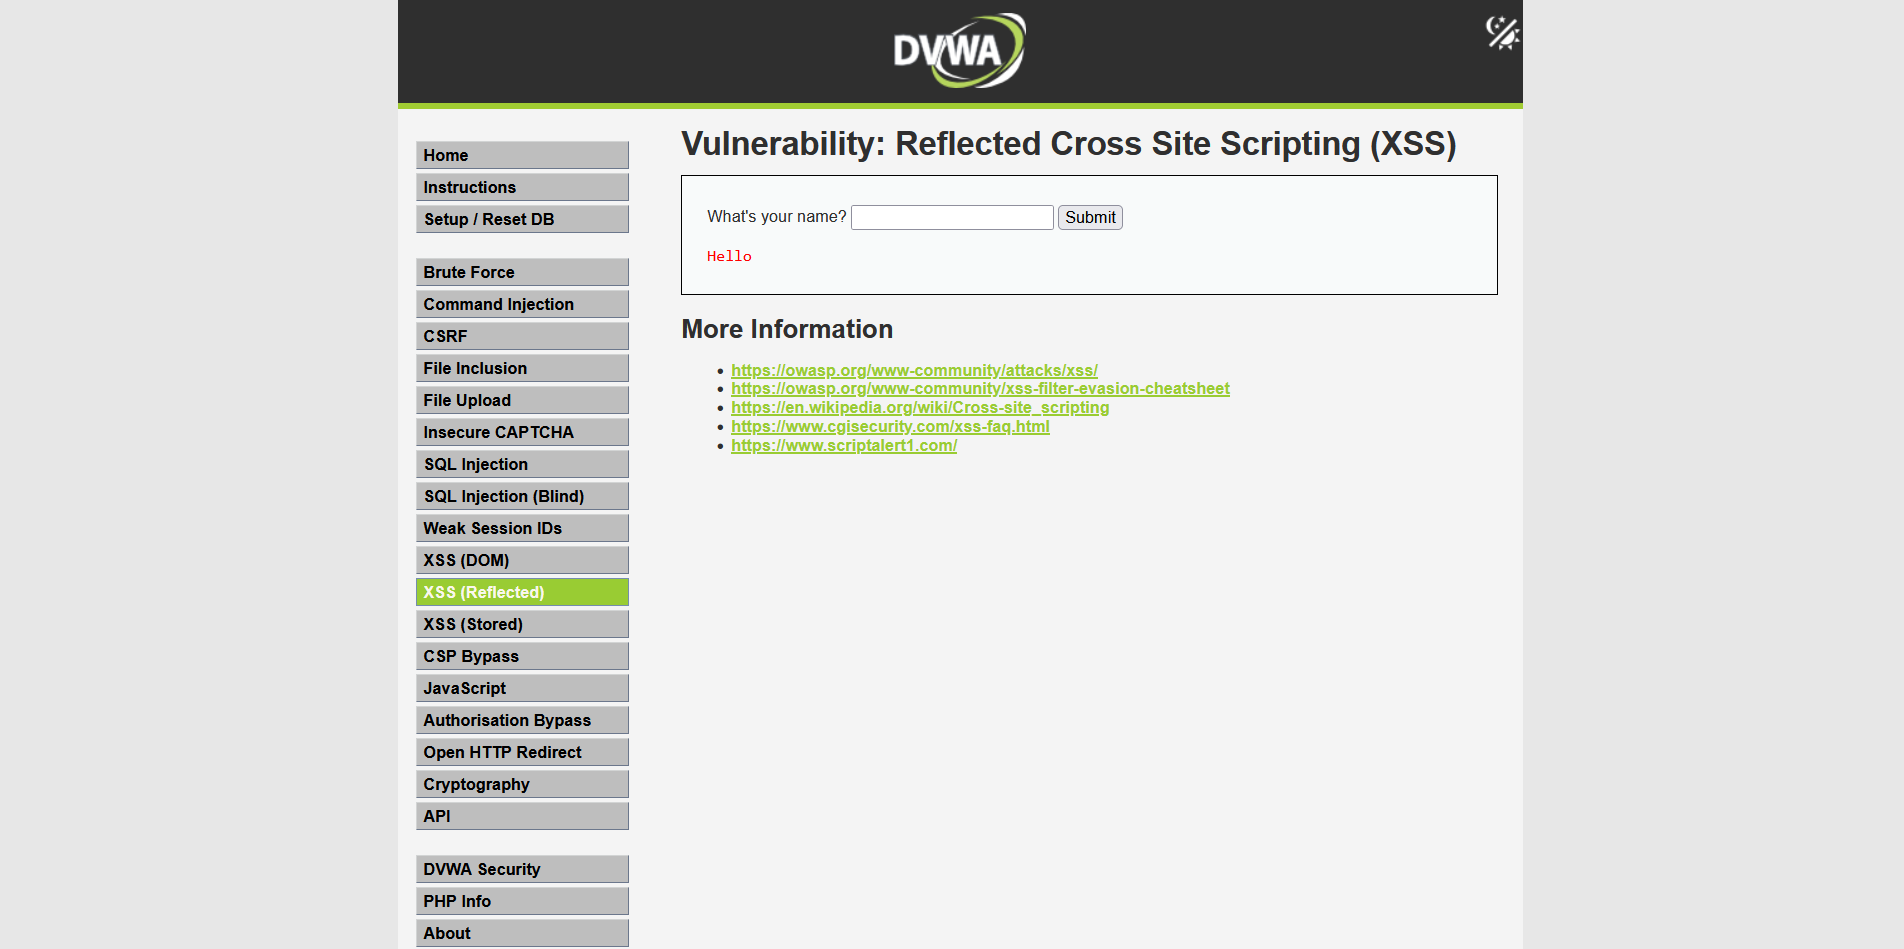 DVWA
Home
Instructions
Setup / Reset DB
Brute Force
Command Injection
CSRF
File Inclusion
File Upload
Insecure CAPTCHA
SQL Injection
SQL Injection (Blind)
Weak Session IDs
XSS (DOM)
XSS (Reflected)
XSS (Stored)
CSP Bypass
JavaScript
Authorisation Bypass
Open HTTP Redirect
Cryptography
API
DVWA Security
PHP Info
About
Vulnerability: Reflected Cross Site Scripting (XSS)
What's your name? Submit
Hello
More Information
https://owasp.org/www-community/attacks/xss/
https://owasp.org/www-community/xss-filter-evasion-cheatsheet
https://en.wikipedia.org/wiki/Cross-site_scripting
https://www.cgisecurity.com/xss-faq.html
https://www.scriptalert1.com/